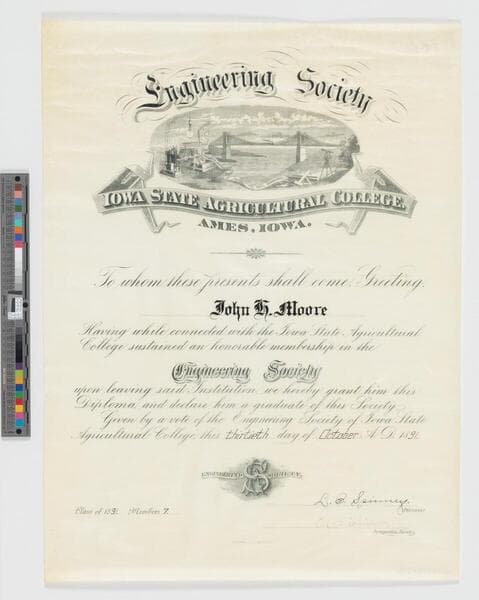 Engineering Society
IOWA STATE AGRICULTURAL COLLEGE.
AMES, IOWA.
To whom these presents shall come, Greeting.
John H. Moore
Having while connected with the Iowa State Agricultural
College sustained an honorable membership in the
Engineering Society
upon leaving said Institution, we hereby grant him this
Diploma, and declare him a graduate of this Society.
Given by a vote of the Engineering Society of Iowa State
Agricultural College, this thirtieth day of October A.D. 1891.
ENGINEERING SOCIETY.
Class of 1891. Number 7.
L. B. Spinney.
President